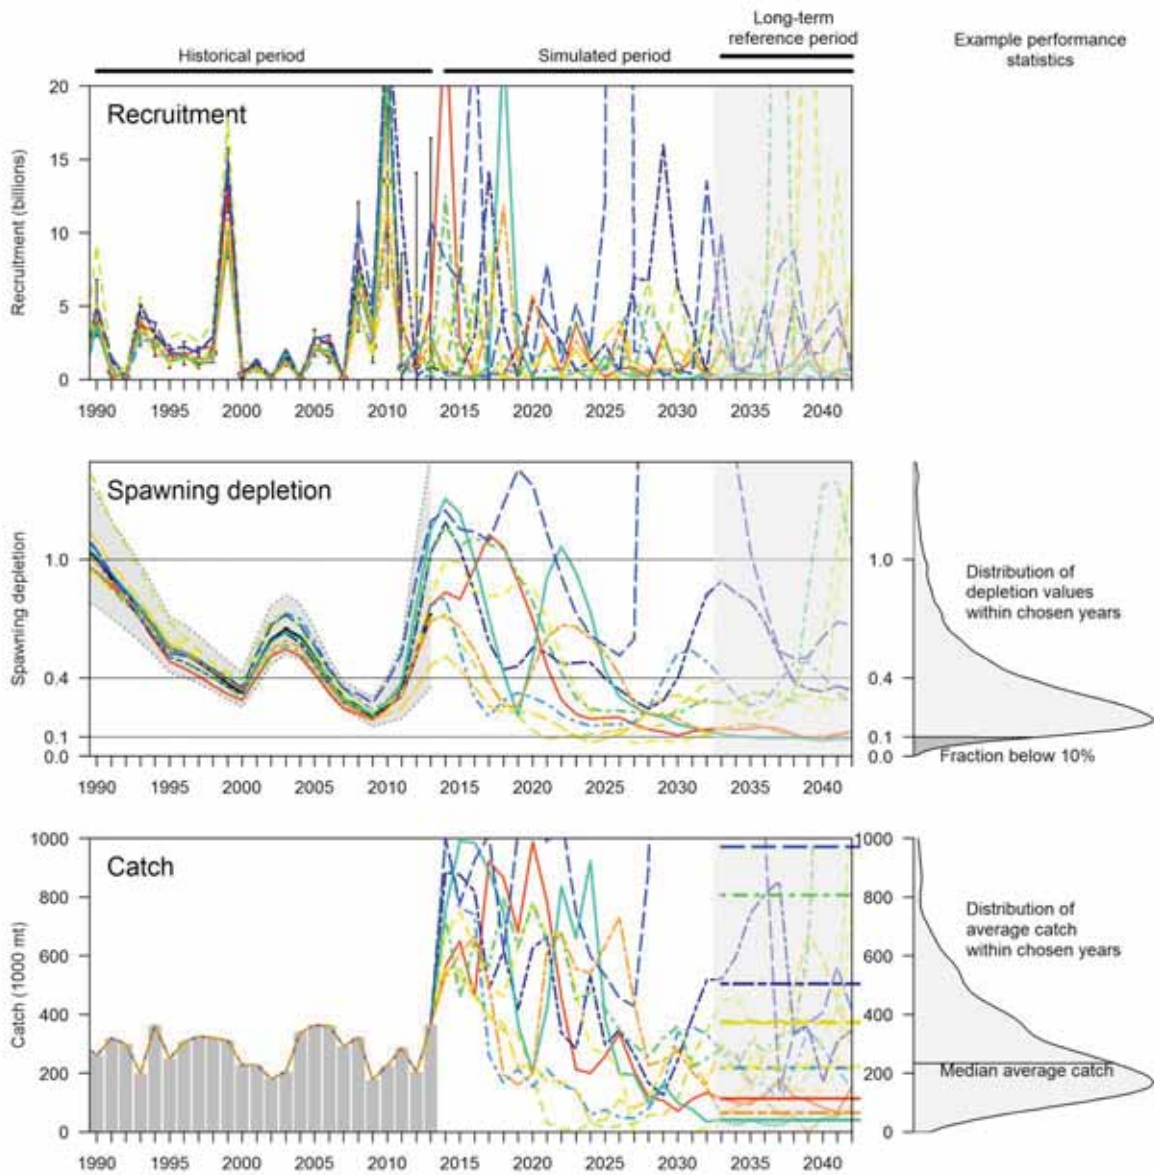 Long-term
reference period
Historical period
Simulated period
Example performance
statistics
Recruitment
Recruitment (billions)
20
15
10
5
0
1990 1995 2000 2005 2010 2015 2020 2025 2030 2035 2040
Spawning depletion
Spawning depletion
1.0
0.4
0.1
0.0
1990 1995 2000 2005 2010 2015 2020 2025 2030 2035 2040
1.0
0.4
0.1
0.0
Distribution of
depletion values
within chosen years
Fraction below 10%
Catch
Catch (1000 mt)
1000
800
600
400
200
0
1990 1995 2000 2005 2010 2015 2020 2025 2030 2035 2040
1000
800
600
400
200
0
Distribution of
average catch
within chosen years
Median average catch